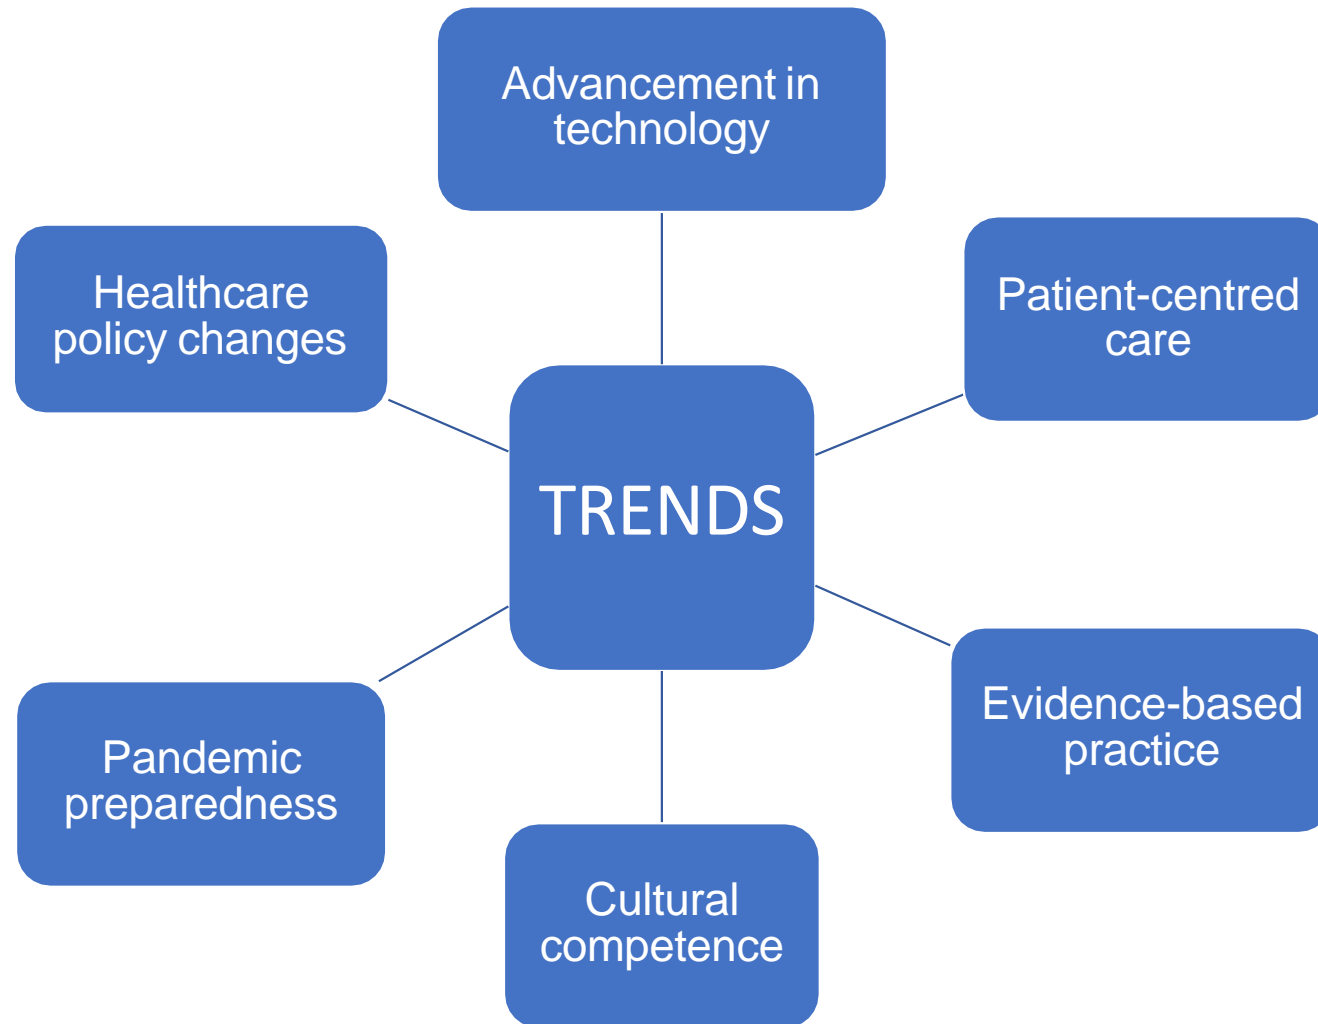 Advancement in
technology
Healthcare
policy changes
Patient-centred
care
TRENDS
Evidence-based
practice
Pandemic
preparedness
Cultural
competence